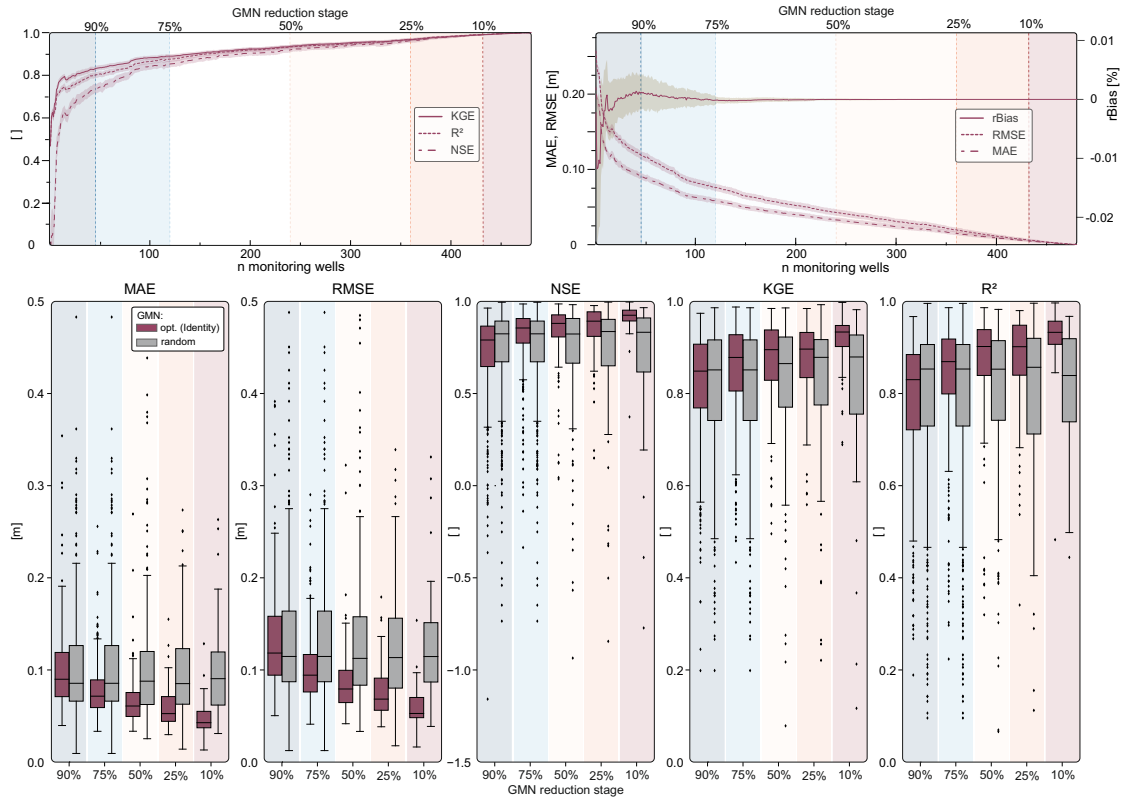 GMN reduction stage
90% 75% 50% 25% 10%
1.0
0.8
0.6
0.4
0.2
0
[ ]
KGE
R²
NSE
100 200 300 400
n monitoring wells
GMN reduction stage
90% 75% 50% 25% 10%
0.20
0.10
0
MAE, RMSE [m]
0.01
0
-0.01
-0.02
rBias [%]
rBias
RMSE
MAE
100 200 300 400
n monitoring wells
MAE
0.5
0.4
0.3
0.2
0.1
0.0
[m]
GMN:
opt. (Identity)
random
90% 75% 50% 25% 10%
RMSE
0.5
0.4
0.3
0.2
0.1
0.0
[m]
90% 75% 50% 25% 10%
NSE
1.0
0.5
0.0
−0.5
−1.0
−1.5
[ ]
90% 75% 50% 25% 10%
KGE
1.0
0.8
0.6
0.4
0.2
0.0
[ ]
90% 75% 50% 25% 10%
R²
1.0
0.8
0.6
0.4
0.2
0.0
[ ]
90% 75% 50% 25% 10%
GMN reduction stage